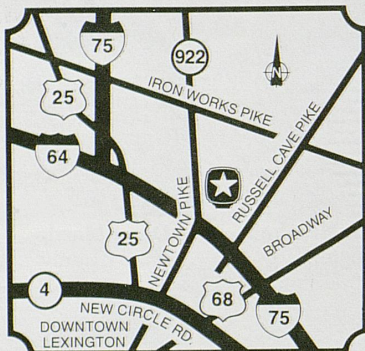 75
922
N
25
IRON WORKS PIKE
64
RUSSELL CAVE PIKE
NEWTOWN PIKE
25
BROADWAY
4
68
75
NEW CIRCLE RD.
DOWNTOWN
LEXINGTON